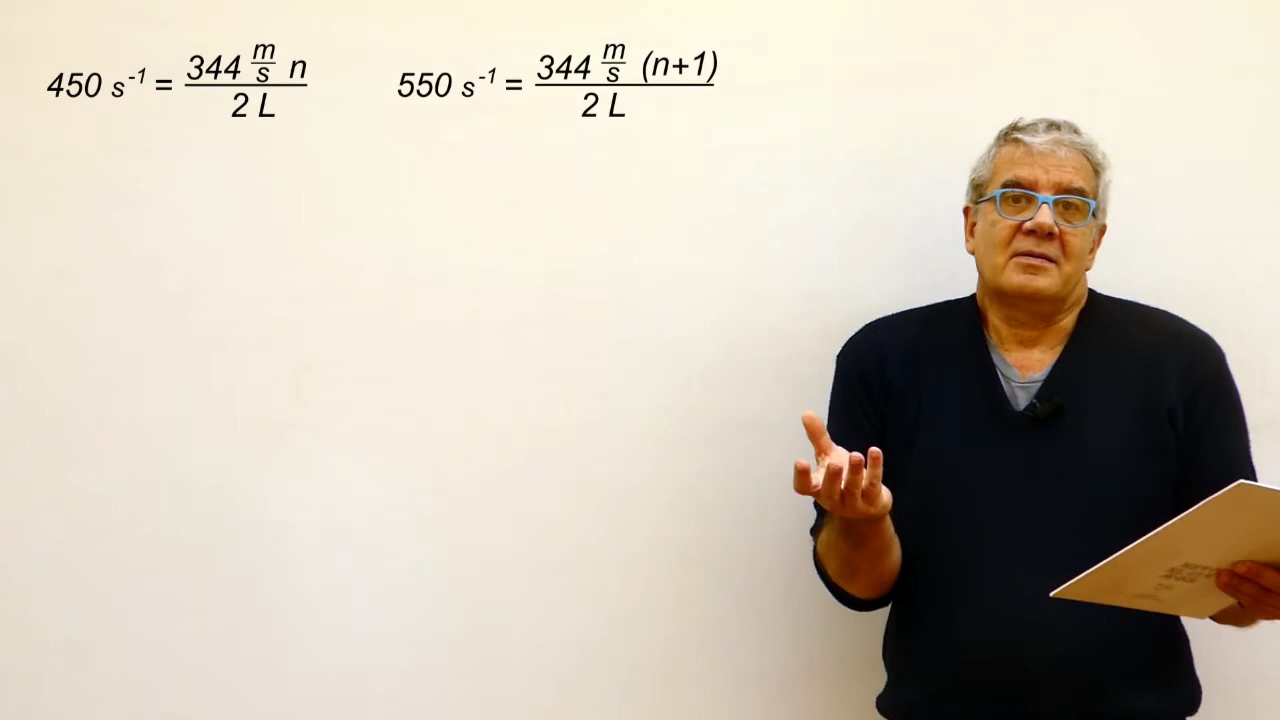 450 s⁻¹ = 344 m/s n / 2 L
550 s⁻¹ = 344 m/s (n+1) / 2 L